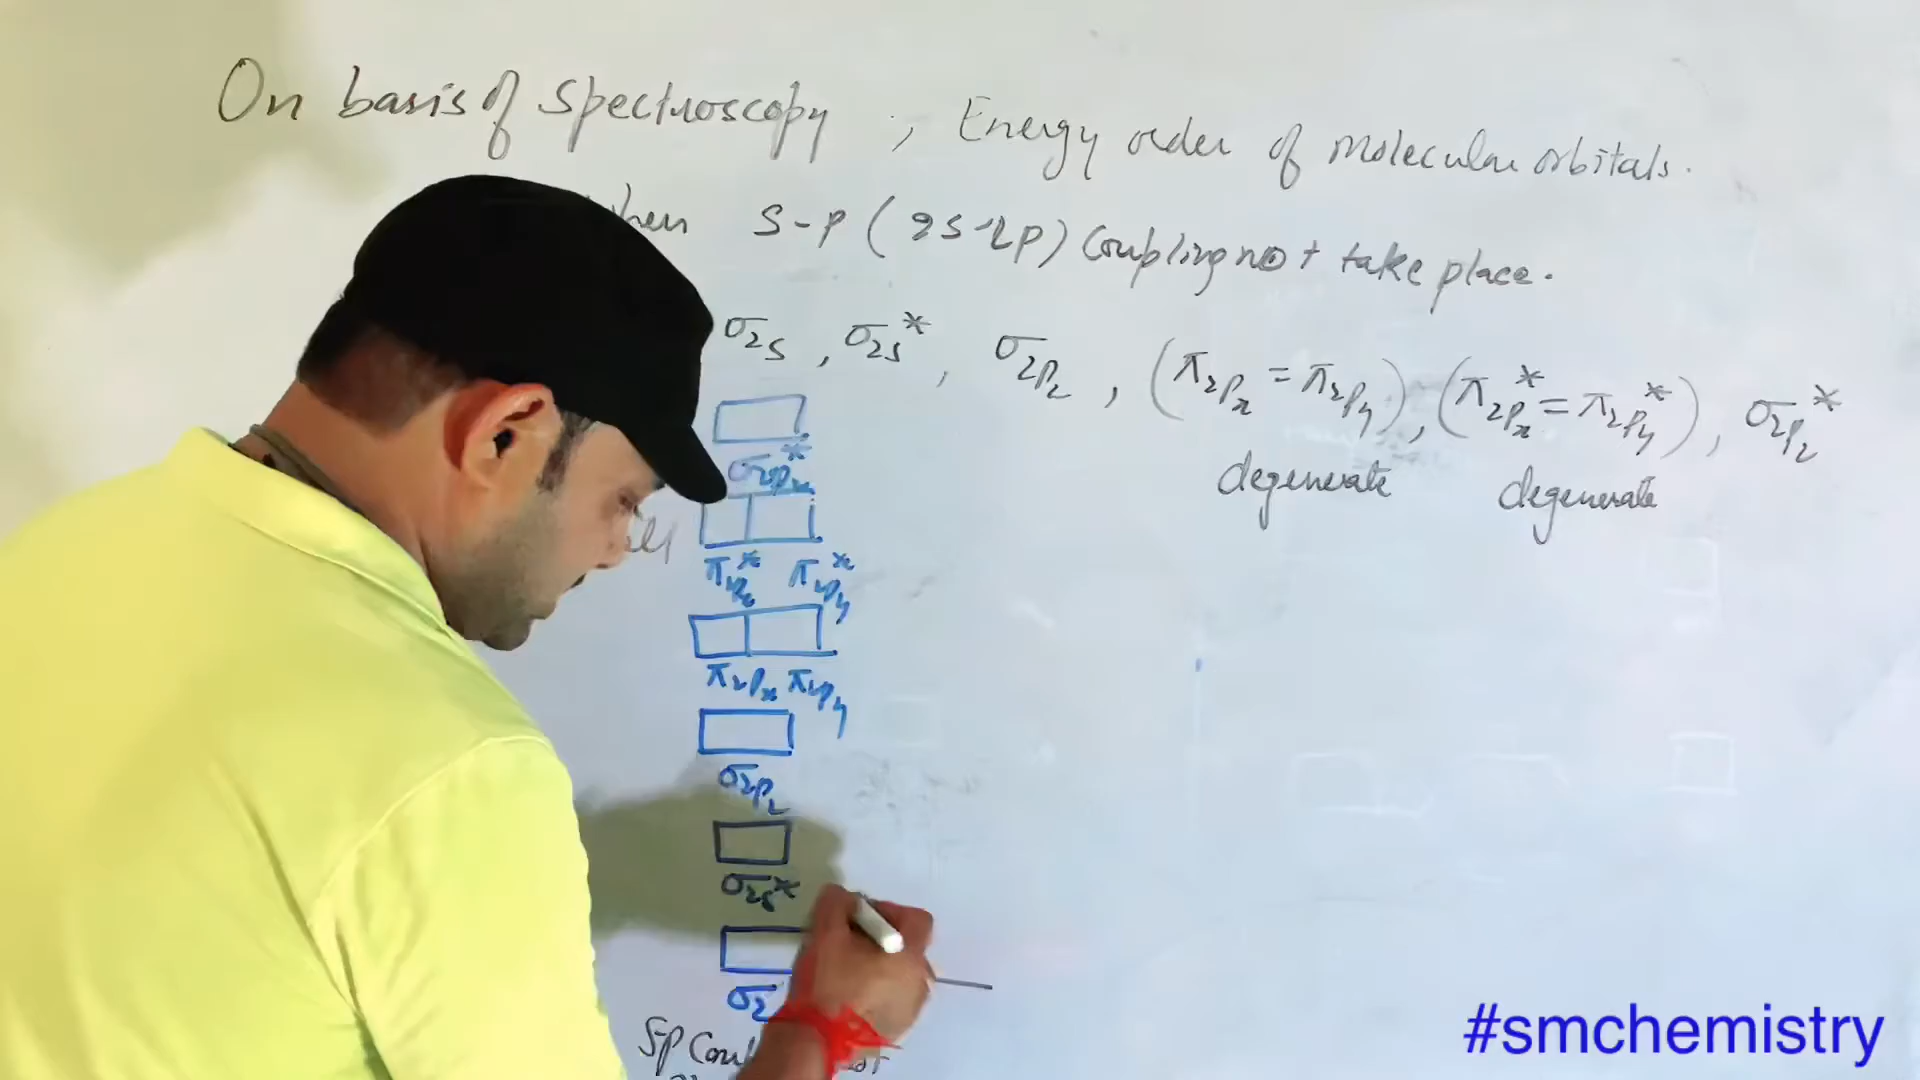 On basis of spectroscopy , Energy order of molecular orbitals.
S-P (2s-2p) Coupling not take place.
σ2s , σ2s* , σ2pz , (π2px = π2py) , (π2px* = π2py*) , σ2pz*
degenerate degenerate
π2px* π2py*
π2px π2py
σ2pz
σ2s*
σ2
S-P
#smchemistry